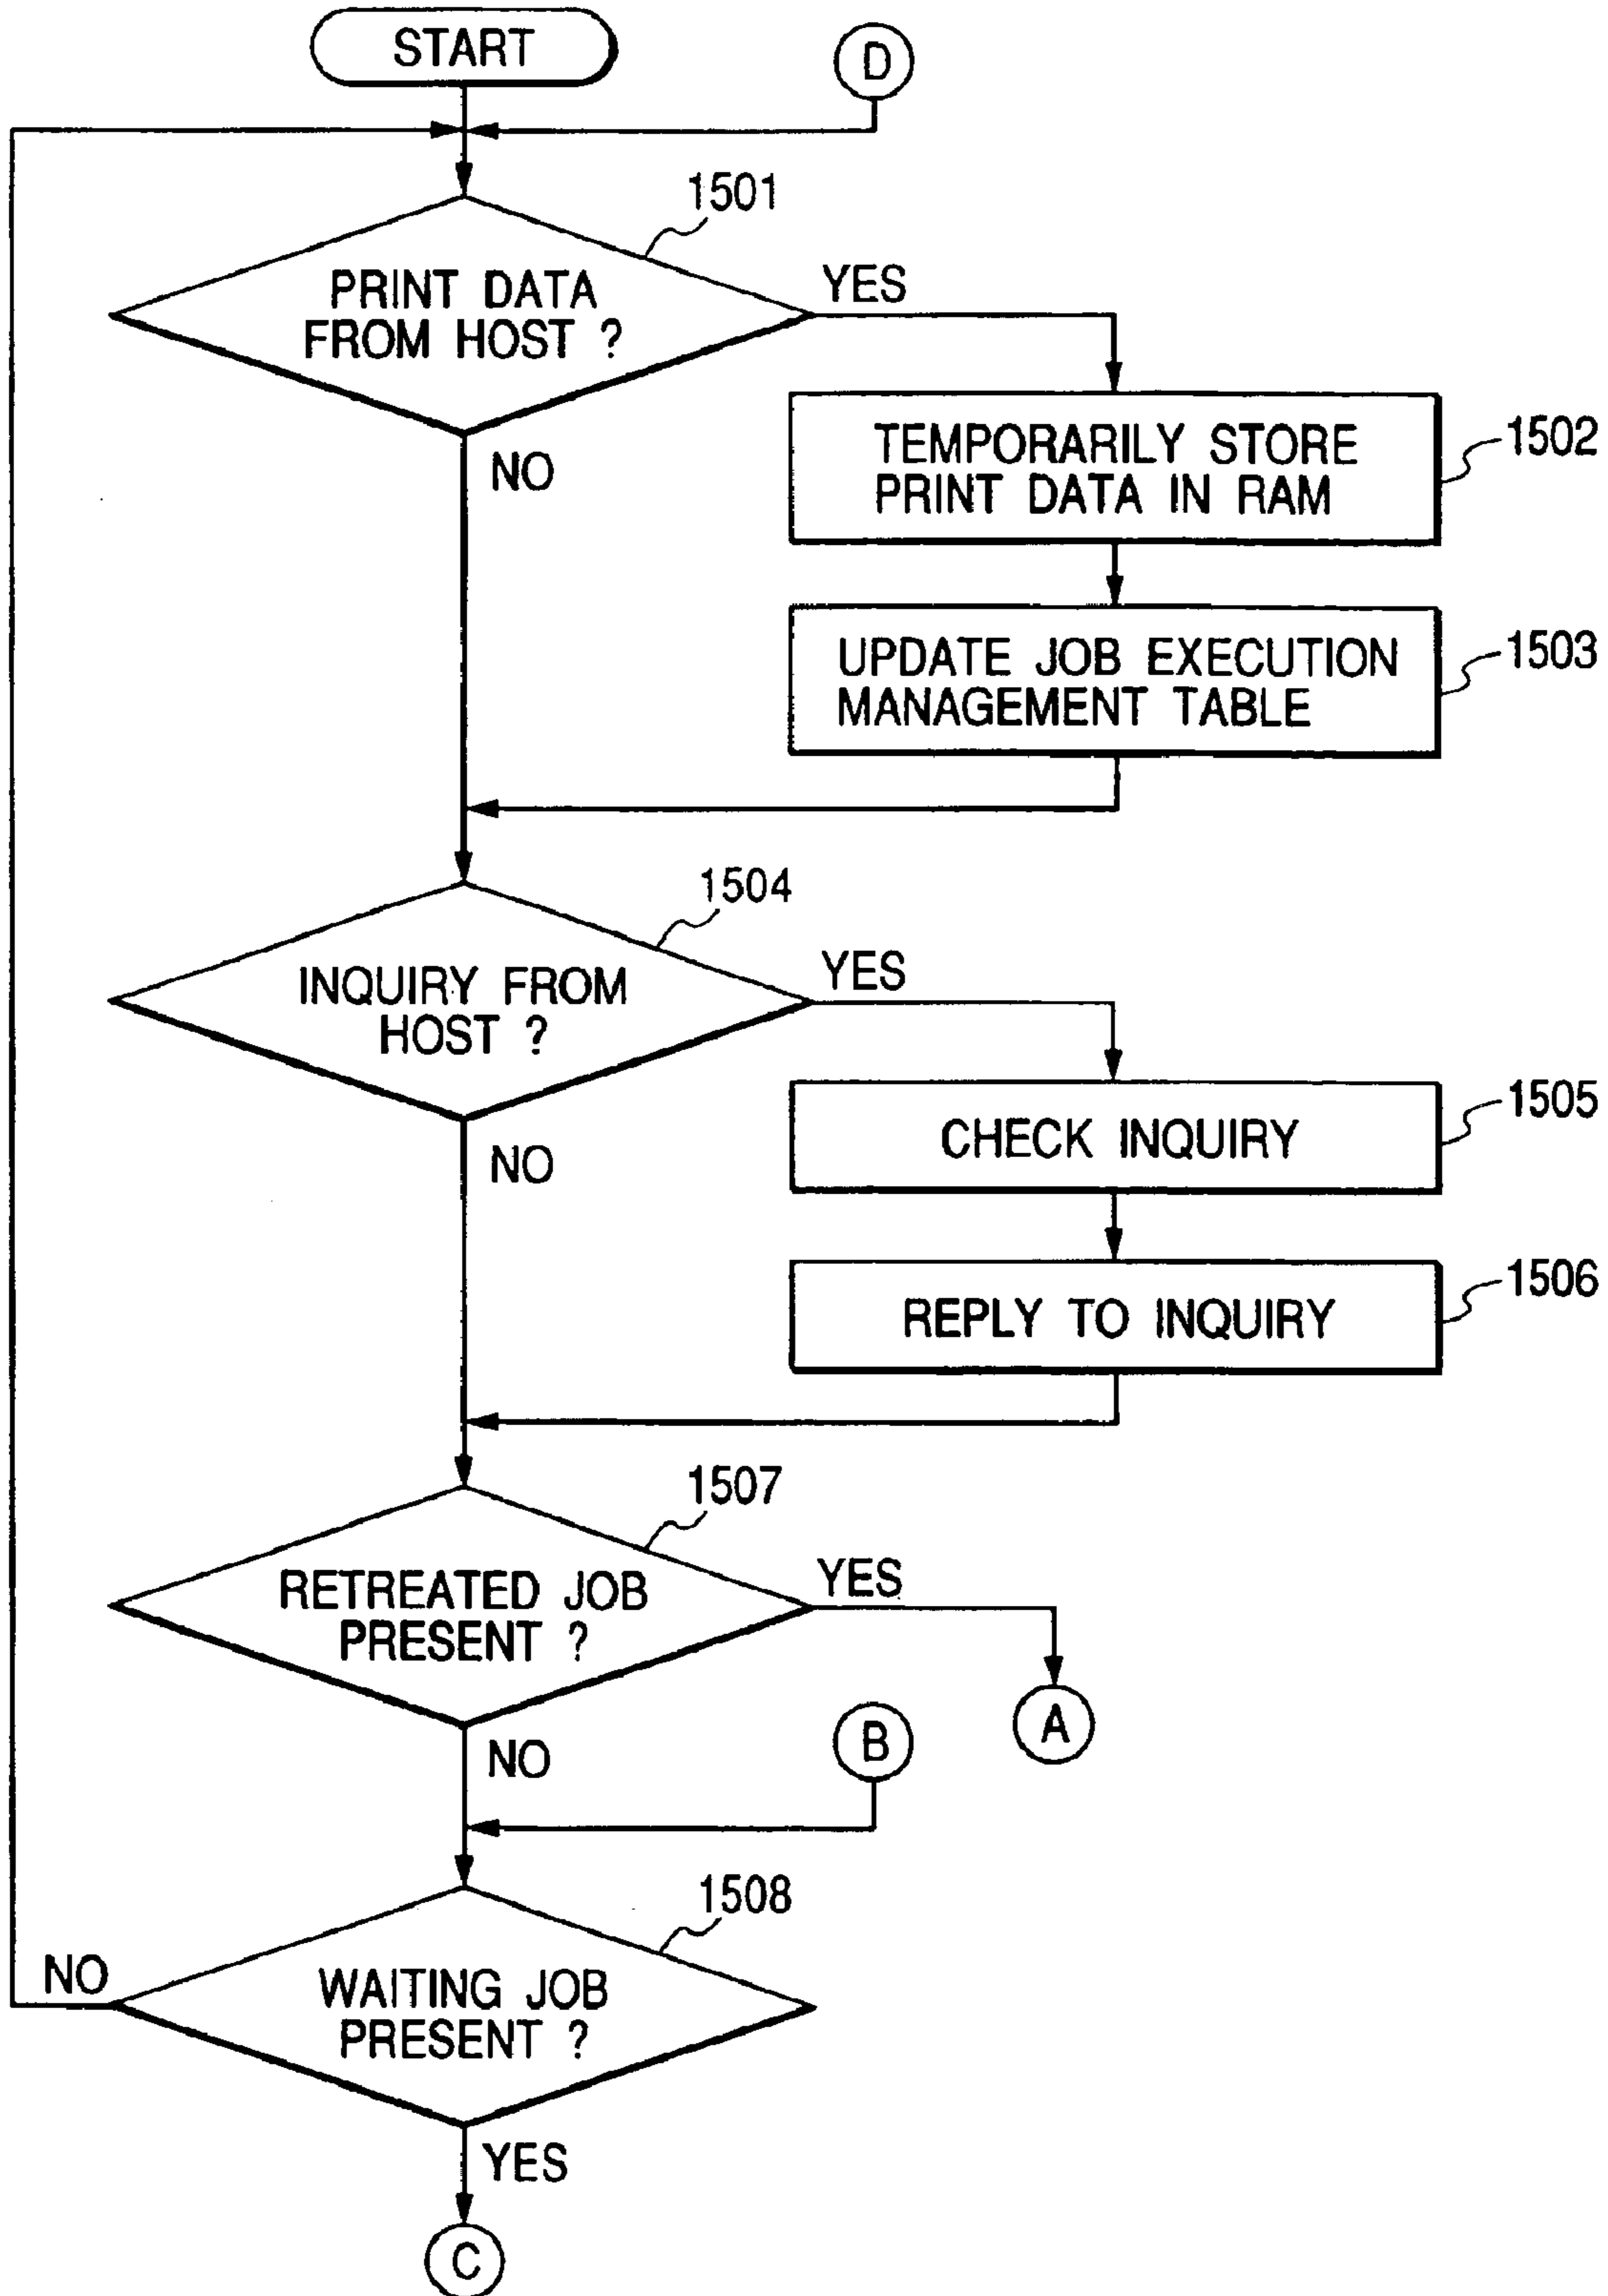 START
D
1501
PRINT DATA
FROM HOST ?
YES
NO
TEMPORARILY STORE
PRINT DATA IN RAM
1502
UPDATE JOB EXECUTION
MANAGEMENT TABLE
1503
1504
INQUIRY FROM
HOST ?
YES
NO
CHECK INQUIRY
1505
REPLY TO INQUIRY
1506
1507
RETREATED JOB
PRESENT ?
YES
A
NO
B
1508
WAITING JOB
PRESENT ?
NO
YES
C